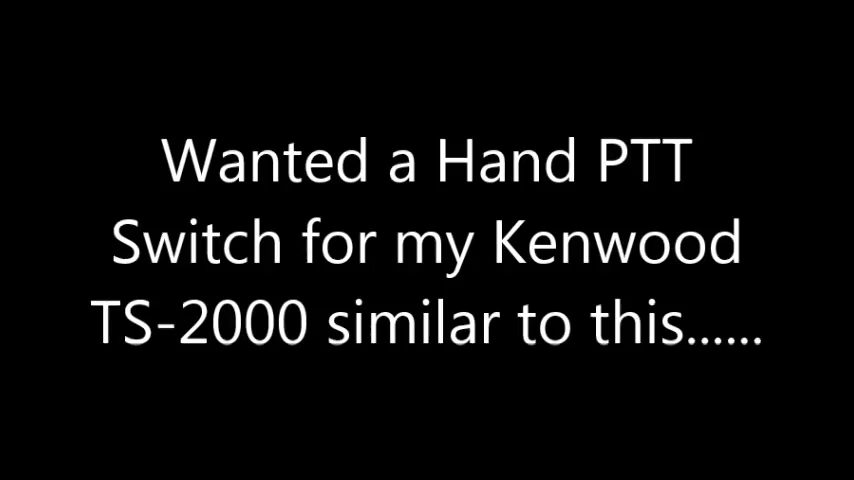 Wanted a Hand PTT
Switch for my Kenwood
TS-2000 similar to this......